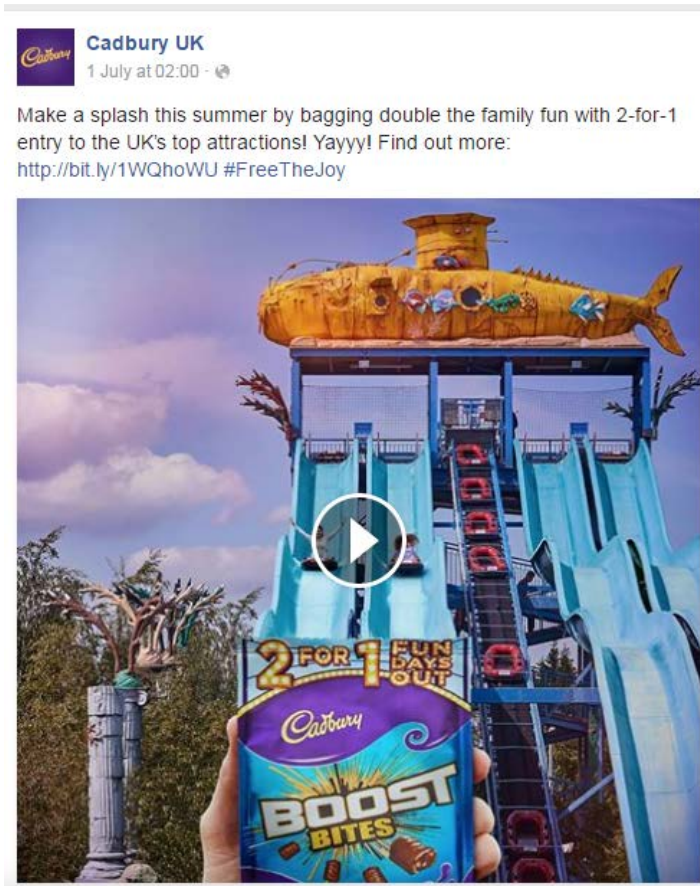 Cadbury
Cadbury UK
1 July at 02:00 ·
Make a splash this summer by bagging double the family fun with 2-for-1
entry to the UK's top attractions! Yayyy! Find out more:
http://bit.ly/1WQhoWU #FreeTheJoy
2 FOR 1 FUN
DAYS
OUT
Cadbury
BOOST
BITES